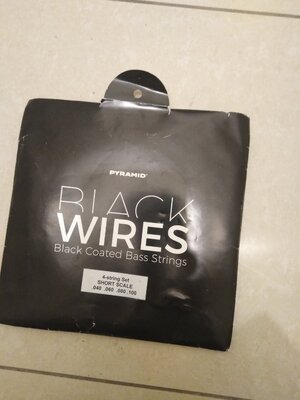 PYRAMID®
BLACK
WIRES
Black Coated Bass Strings
4-string Set
SHORT SCALE
.040 .060 .080 .100